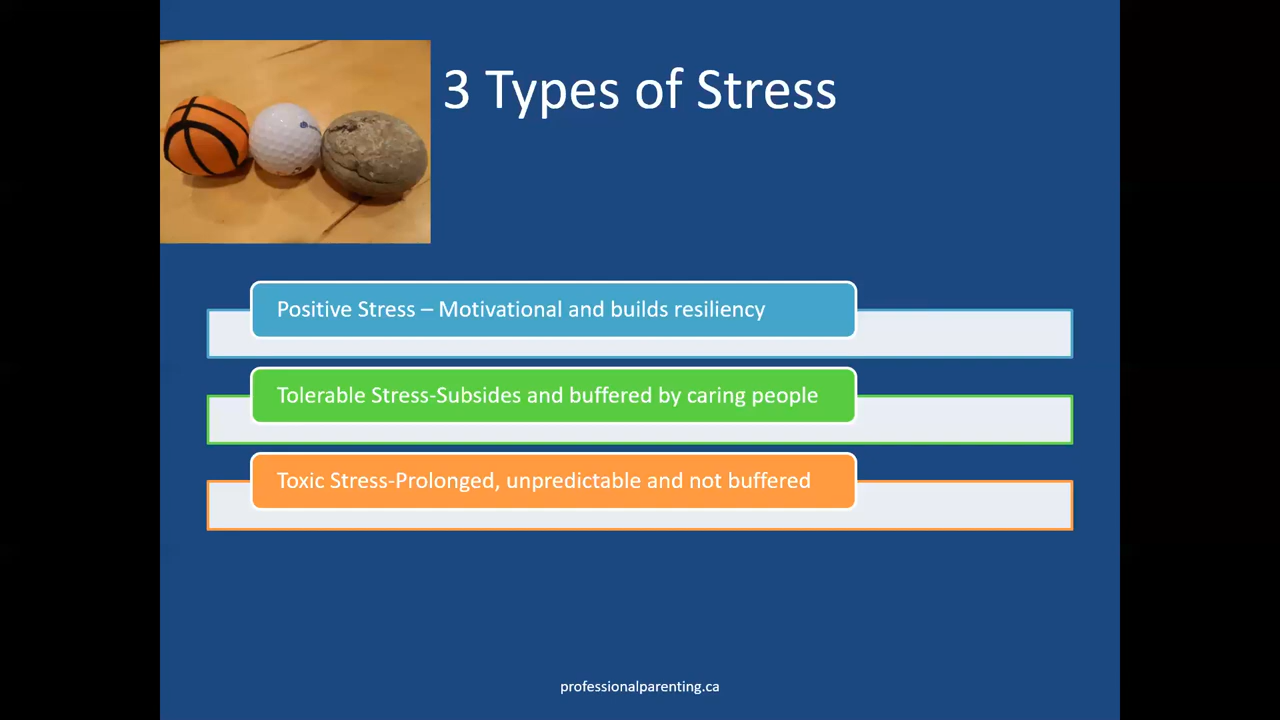 3 Types of Stress
Positive Stress – Motivational and builds resiliency
Tolerable Stress-Subsides and buffered by caring people
Toxic Stress-Prolonged, unpredictable and not buffered
professionalparenting.ca